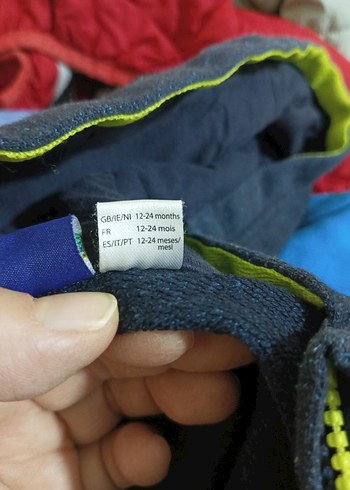 GB/IE/NI 12-24 months
FR 12-24 mois
ES/IT/PT 12-24 meses/
mesi